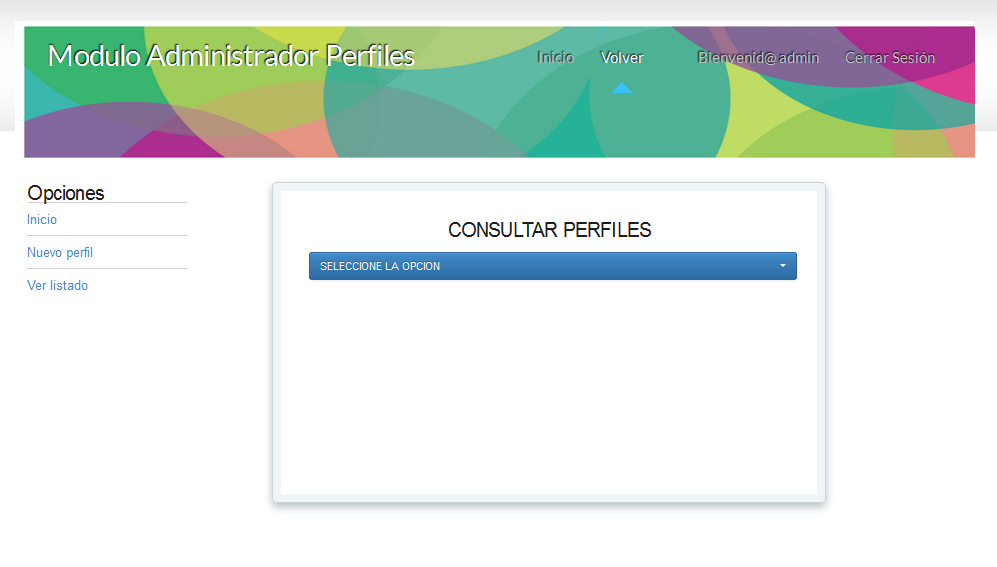 Modulo Administrador Perfiles
Inicio
Volver
Bienvenid@ admin
Cerrar Sesión
Opciones
Inicio
Nuevo perfil
Ver listado
CONSULTAR PERFILES
SELECCIONE LA OPCION